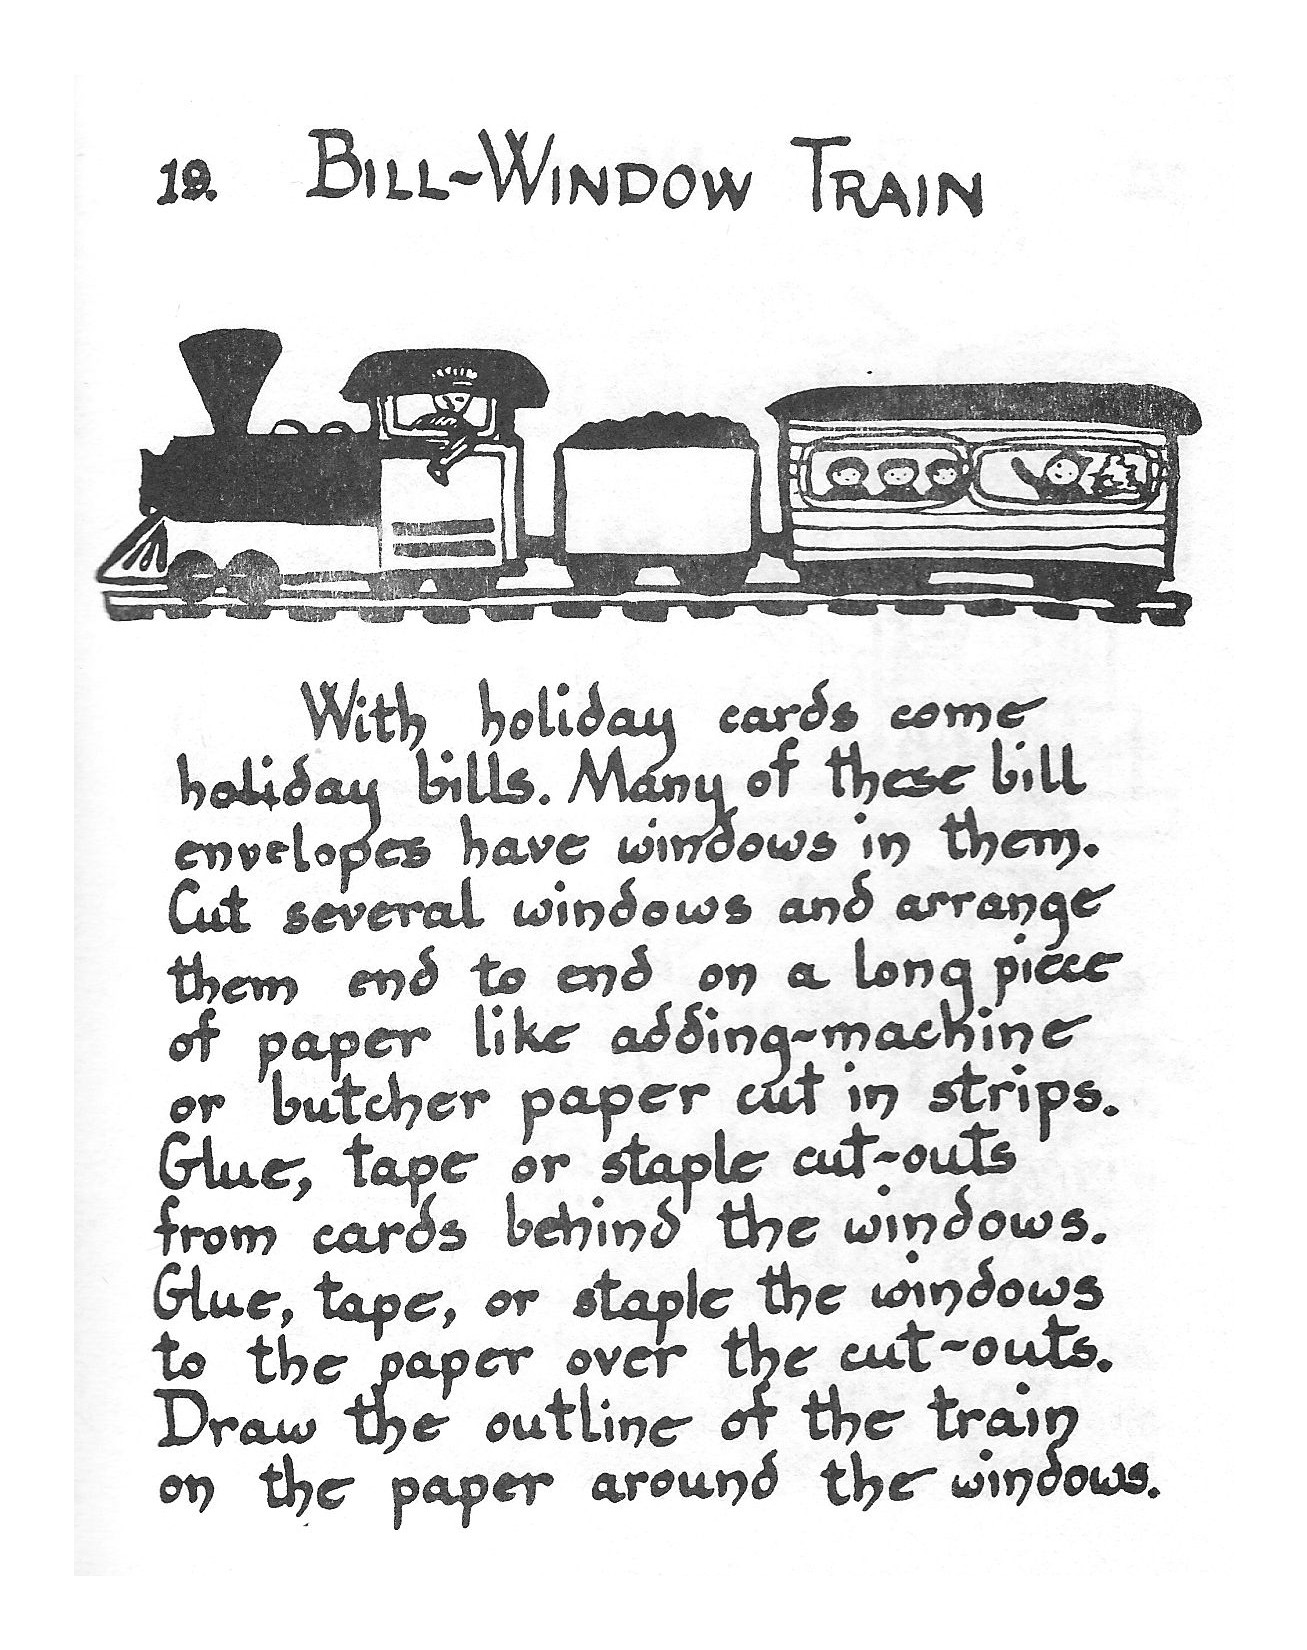 19. Bill~Window Train
With holiday cards come
holiday bills. Many of these bill
envelopes have windows in them.
Cut several windows and arrange
them end to end on a long piece
of paper like adding~machine
or butcher paper cut in strips.
Glue, tape or staple cut~outs
from cards behind the windows.
Glue, tape, or staple the windows
to the paper over the cut~outs.
Draw the outline of the train
on the paper around the windows.